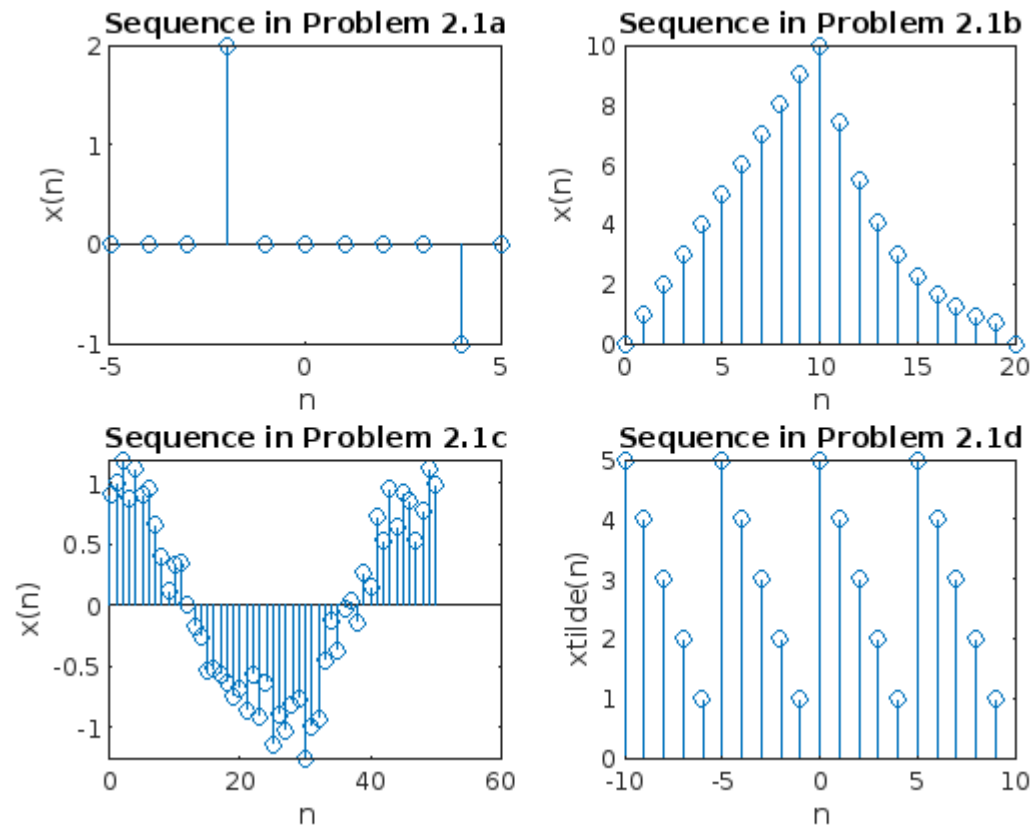 Sequence in Problem 2.1a
2
1
0
-1
x(n)
-5 0 5
n
Sequence in Problem 2.1b
10
8
6
4
2
0
x(n)
0 5 10 15 20
n
Sequence in Problem 2.1c
1
0.5
0
-0.5
-1
x(n)
0 20 40 60
n
Sequence in Problem 2.1d
5
4
3
2
1
0
xtilde(n)
-10 -5 0 5 10
n